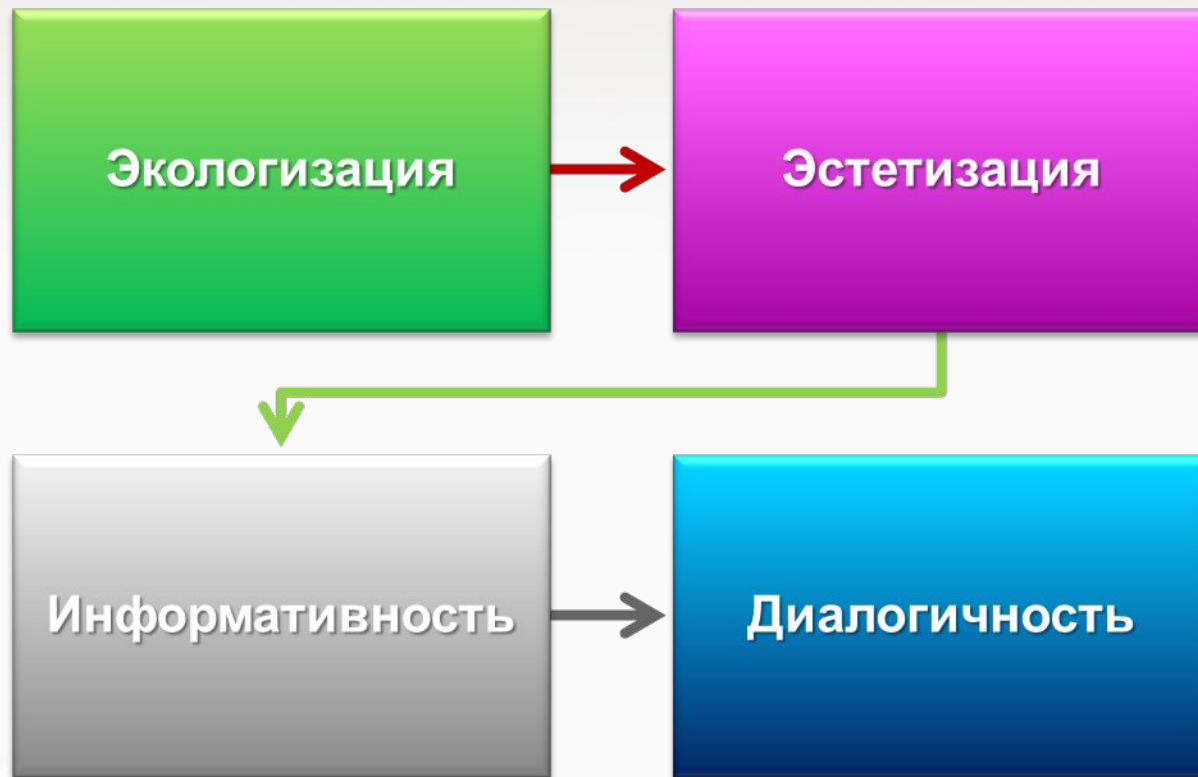 Экологизация
Эстетизация
Информативность
Диалогичность